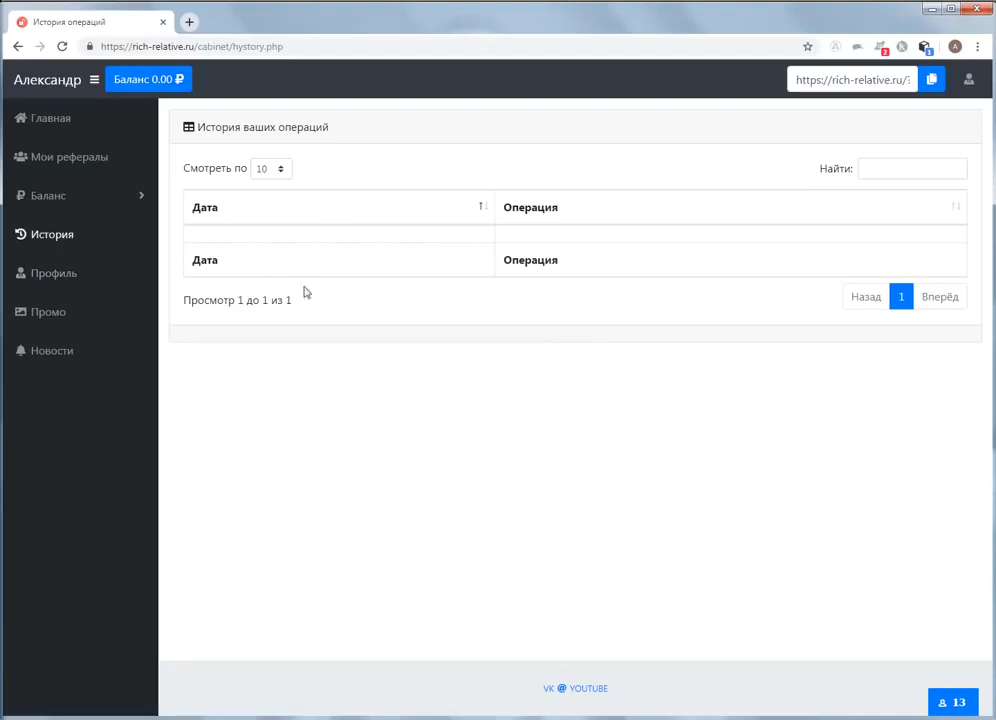 История операций
https://rich-relative.ru/cabinet/hystory.php
2
1
A
Александр
Баланс 0.00 ₽
https://rich-relative.ru/?
Главная
Мои рефералы
Баланс
История
Профиль
Промо
Новости
История ваших операций
Смотреть по 10
Найти:
Дата Операция
Дата Операция
Просмотр 1 до 1 из 1
Назад 1 Вперёд
VK @ YOUTUBE
13